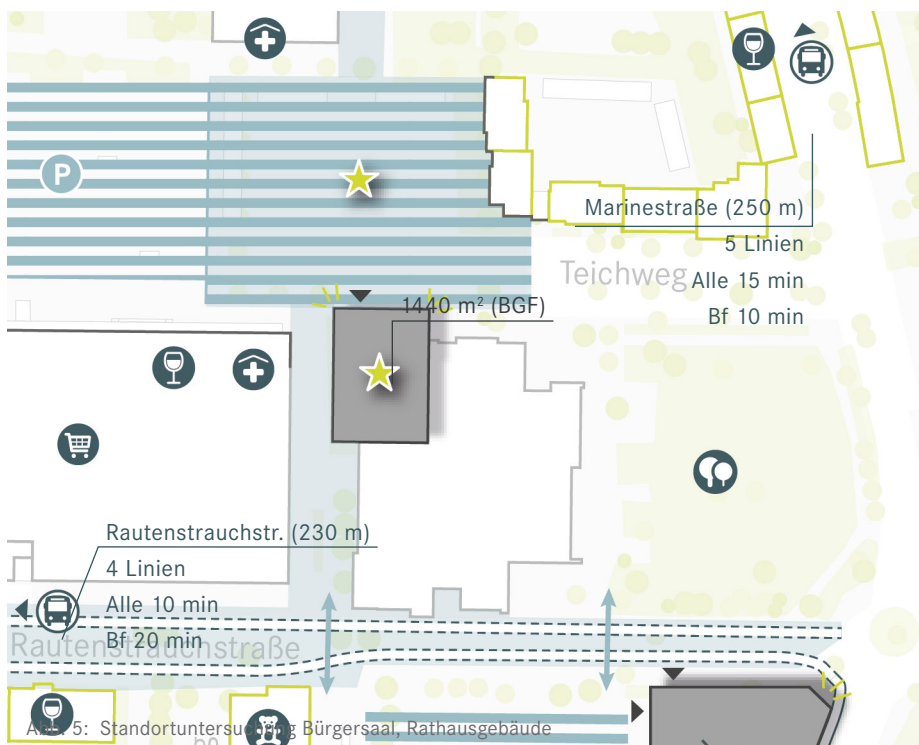 P
Marinestraße (250 m)
5 Linien
Teichweg
Alle 15 min
1440 m² (BGF)
Bf 10 min
Rautenstrauchstr. (230 m)
4 Linien
Alle 10 min
Bf 20 min
Rautenstrauchstraße
Abb. 5: Standortuntersuchung Bürgersaal, Rathausgebäude